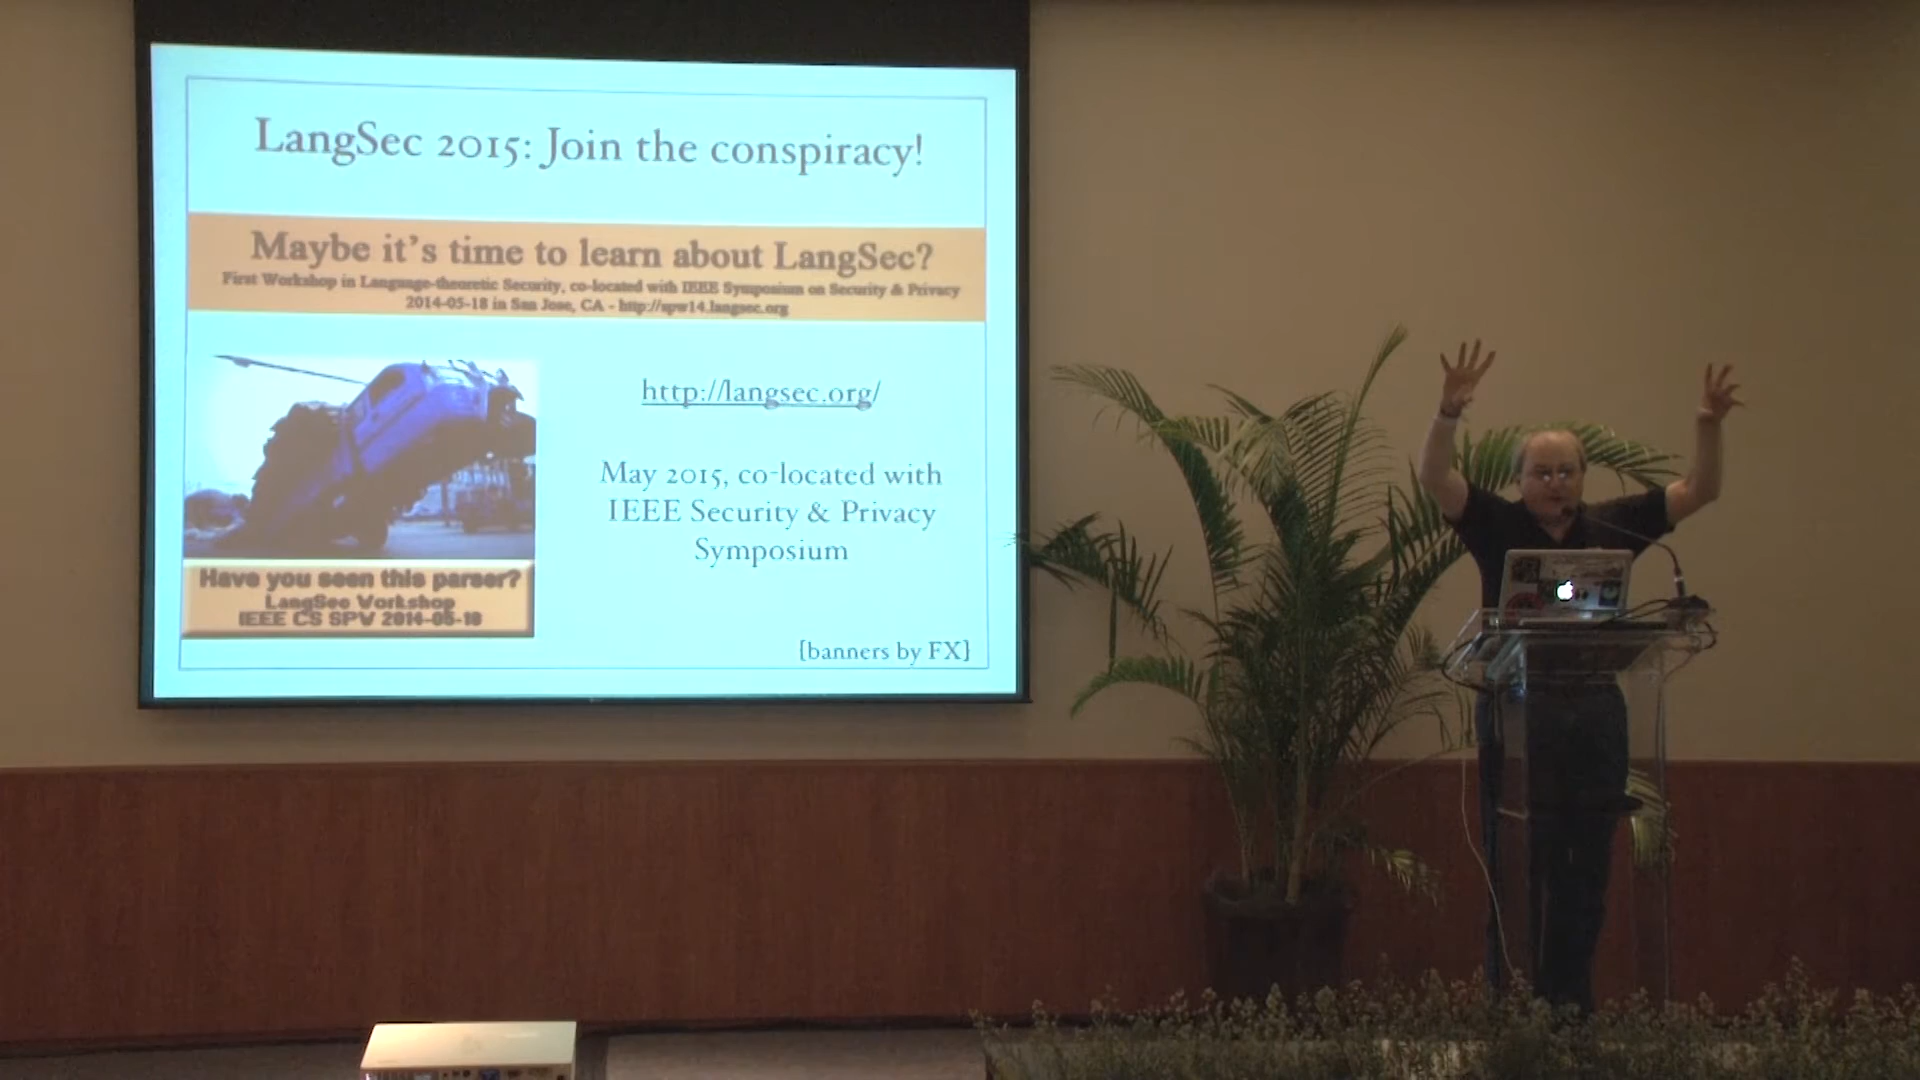 LangSec 2015: Join the conspiracy!
Maybe it's time to learn about LangSec?
First Workshop in Language-theoretic Security, co-located with IEEE Symposium on Security & Privacy
2014-05-18 in San Jose, CA - http://spw14.langsec.org
http://langsec.org/
May 2015, co-located with
IEEE Security & Privacy
Symposium
Have you seen this parser?
LangSec Workshop
IEEE CS SPW 2014-05-18
[banners by FX]